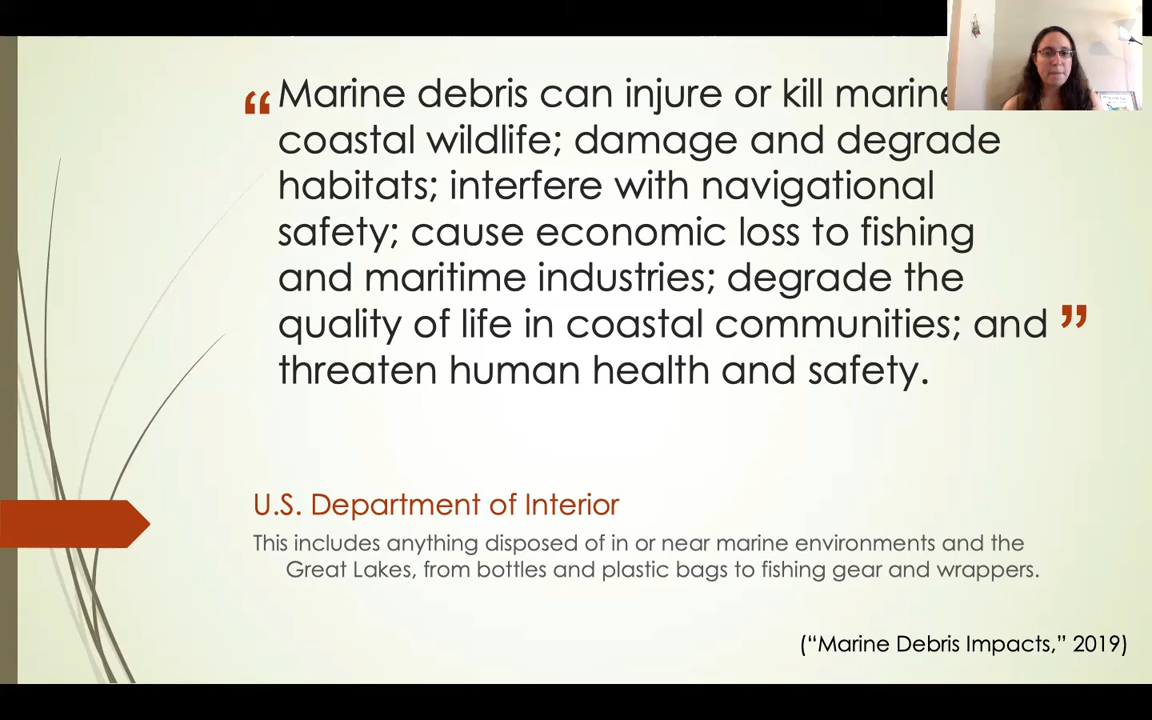 “ Marine debris can injure or kill marine
coastal wildlife; damage and degrade
habitats; interfere with navigational
safety; cause economic loss to fishing
and maritime industries; degrade the
quality of life in coastal communities; and ”
threaten human health and safety.
U.S. Department of Interior
This includes anything disposed of in or near marine environments and the
Great Lakes, from bottles and plastic bags to fishing gear and wrappers.
(“Marine Debris Impacts,” 2019)